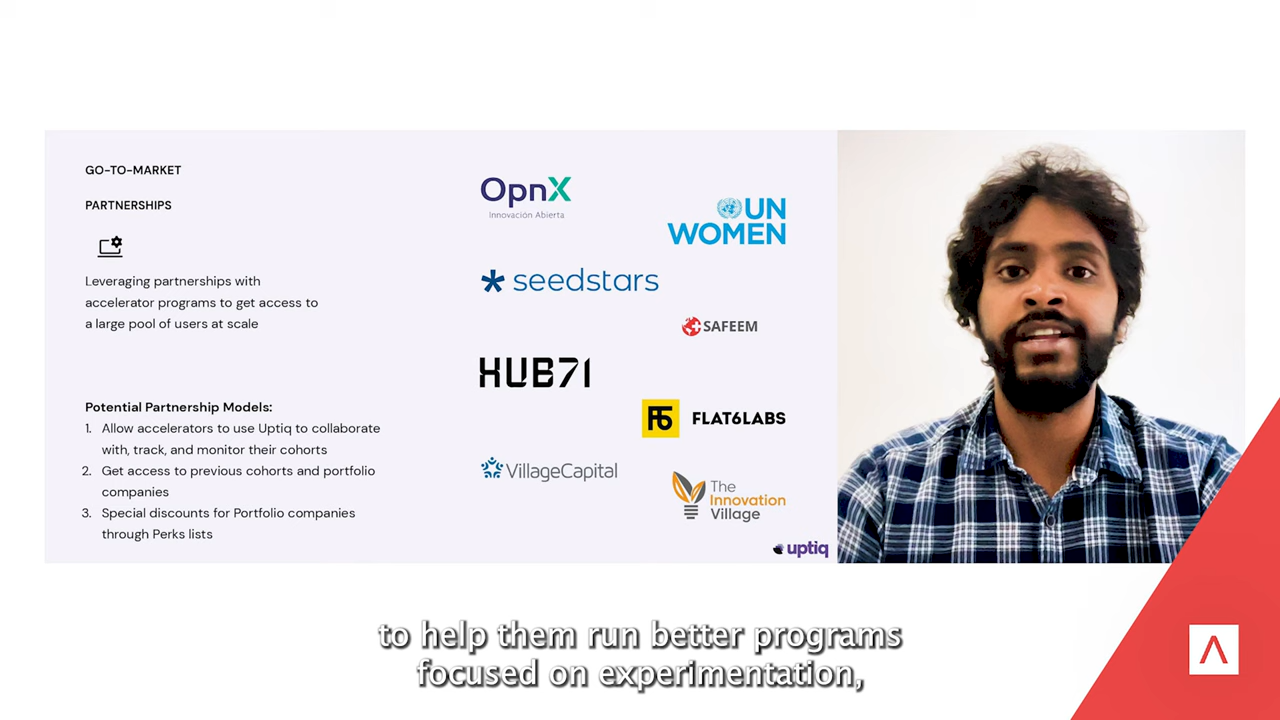 GO-TO-MARKET
PARTNERSHIPS
Leveraging partnerships with
accelerator programs to get access to
a large pool of users at scale
Potential Partnership Models:
1. Allow accelerators to use Uptiq to collaborate
with, track, and monitor their cohorts
2. Get access to previous cohorts and portfolio
companies
3. Special discounts for Portfolio companies
through Perks lists
OpnX
Innovación Abierta
UN
WOMEN
seedstars
SAFEEM
HUB71
F6 FLAT6LABS
VillageCapital
The
Innovation
Village
uptiq
to help them run better programs
focused on experimentation,